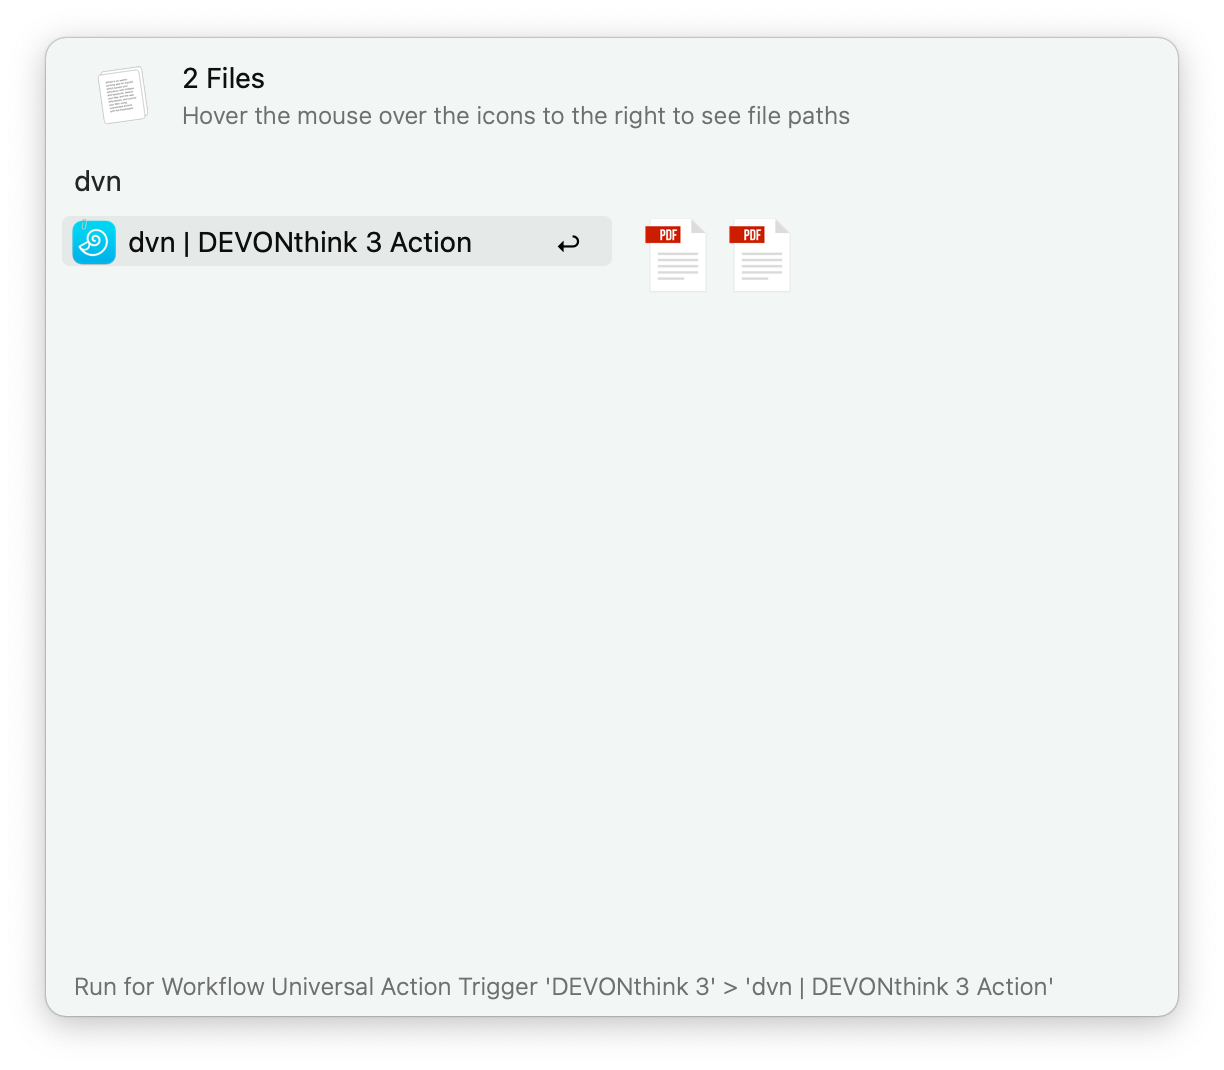 2 Files
Hover the mouse over the icons to the right to see file paths
dvn
dvn | DEVONthink 3 Action
PDF PDF
Run for Workflow Universal Action Trigger 'DEVONthink 3' > 'dvn | DEVONthink 3 Action'